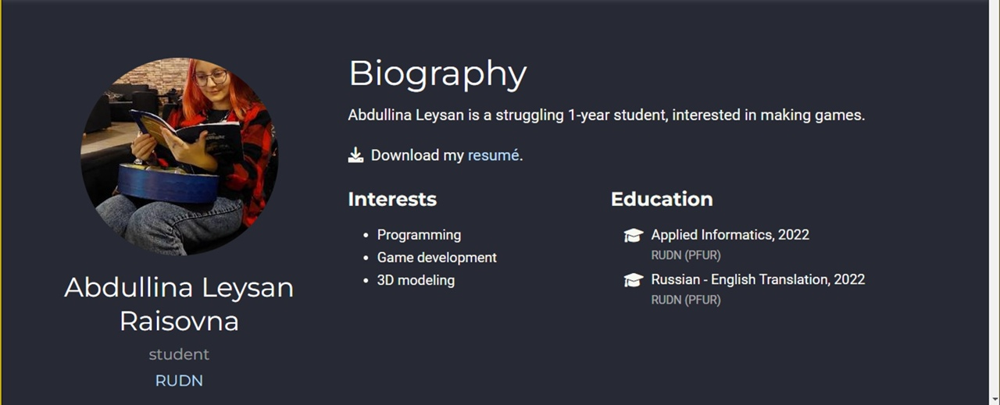 Biography
Abdullina Leysan is a struggling 1-year student, interested in making games.
Download my resumé.
Interests
Programming
Game development
3D modeling
Education
Applied Informatics, 2022
RUDN (PFUR)
Russian - English Translation, 2022
RUDN (PFUR)
Abdullina Leysan
Raisovna
student
RUDN